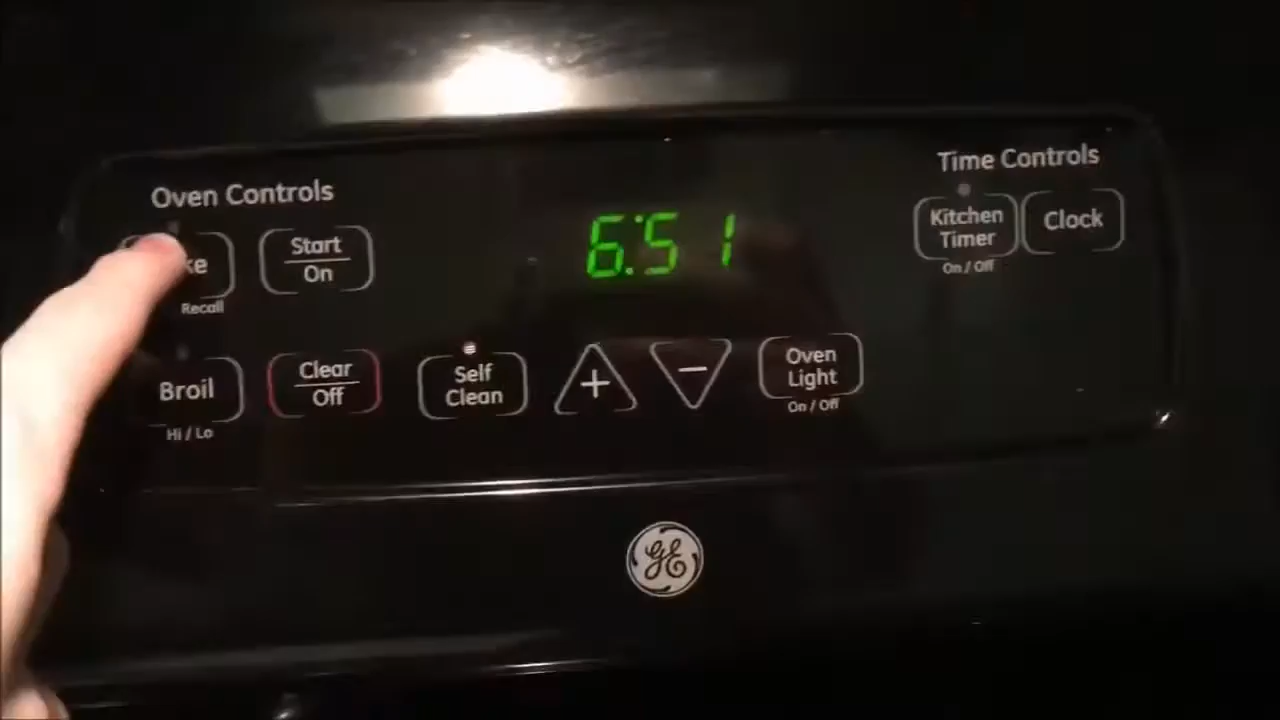 Oven Controls
ke
Recall
Start
On
Broil
Hi / Lo
Clear
Off
Self
Clean
6:51
+
−
Oven
Light
On / Off
Time Controls
Kitchen
Timer
On / Off
Clock
GE